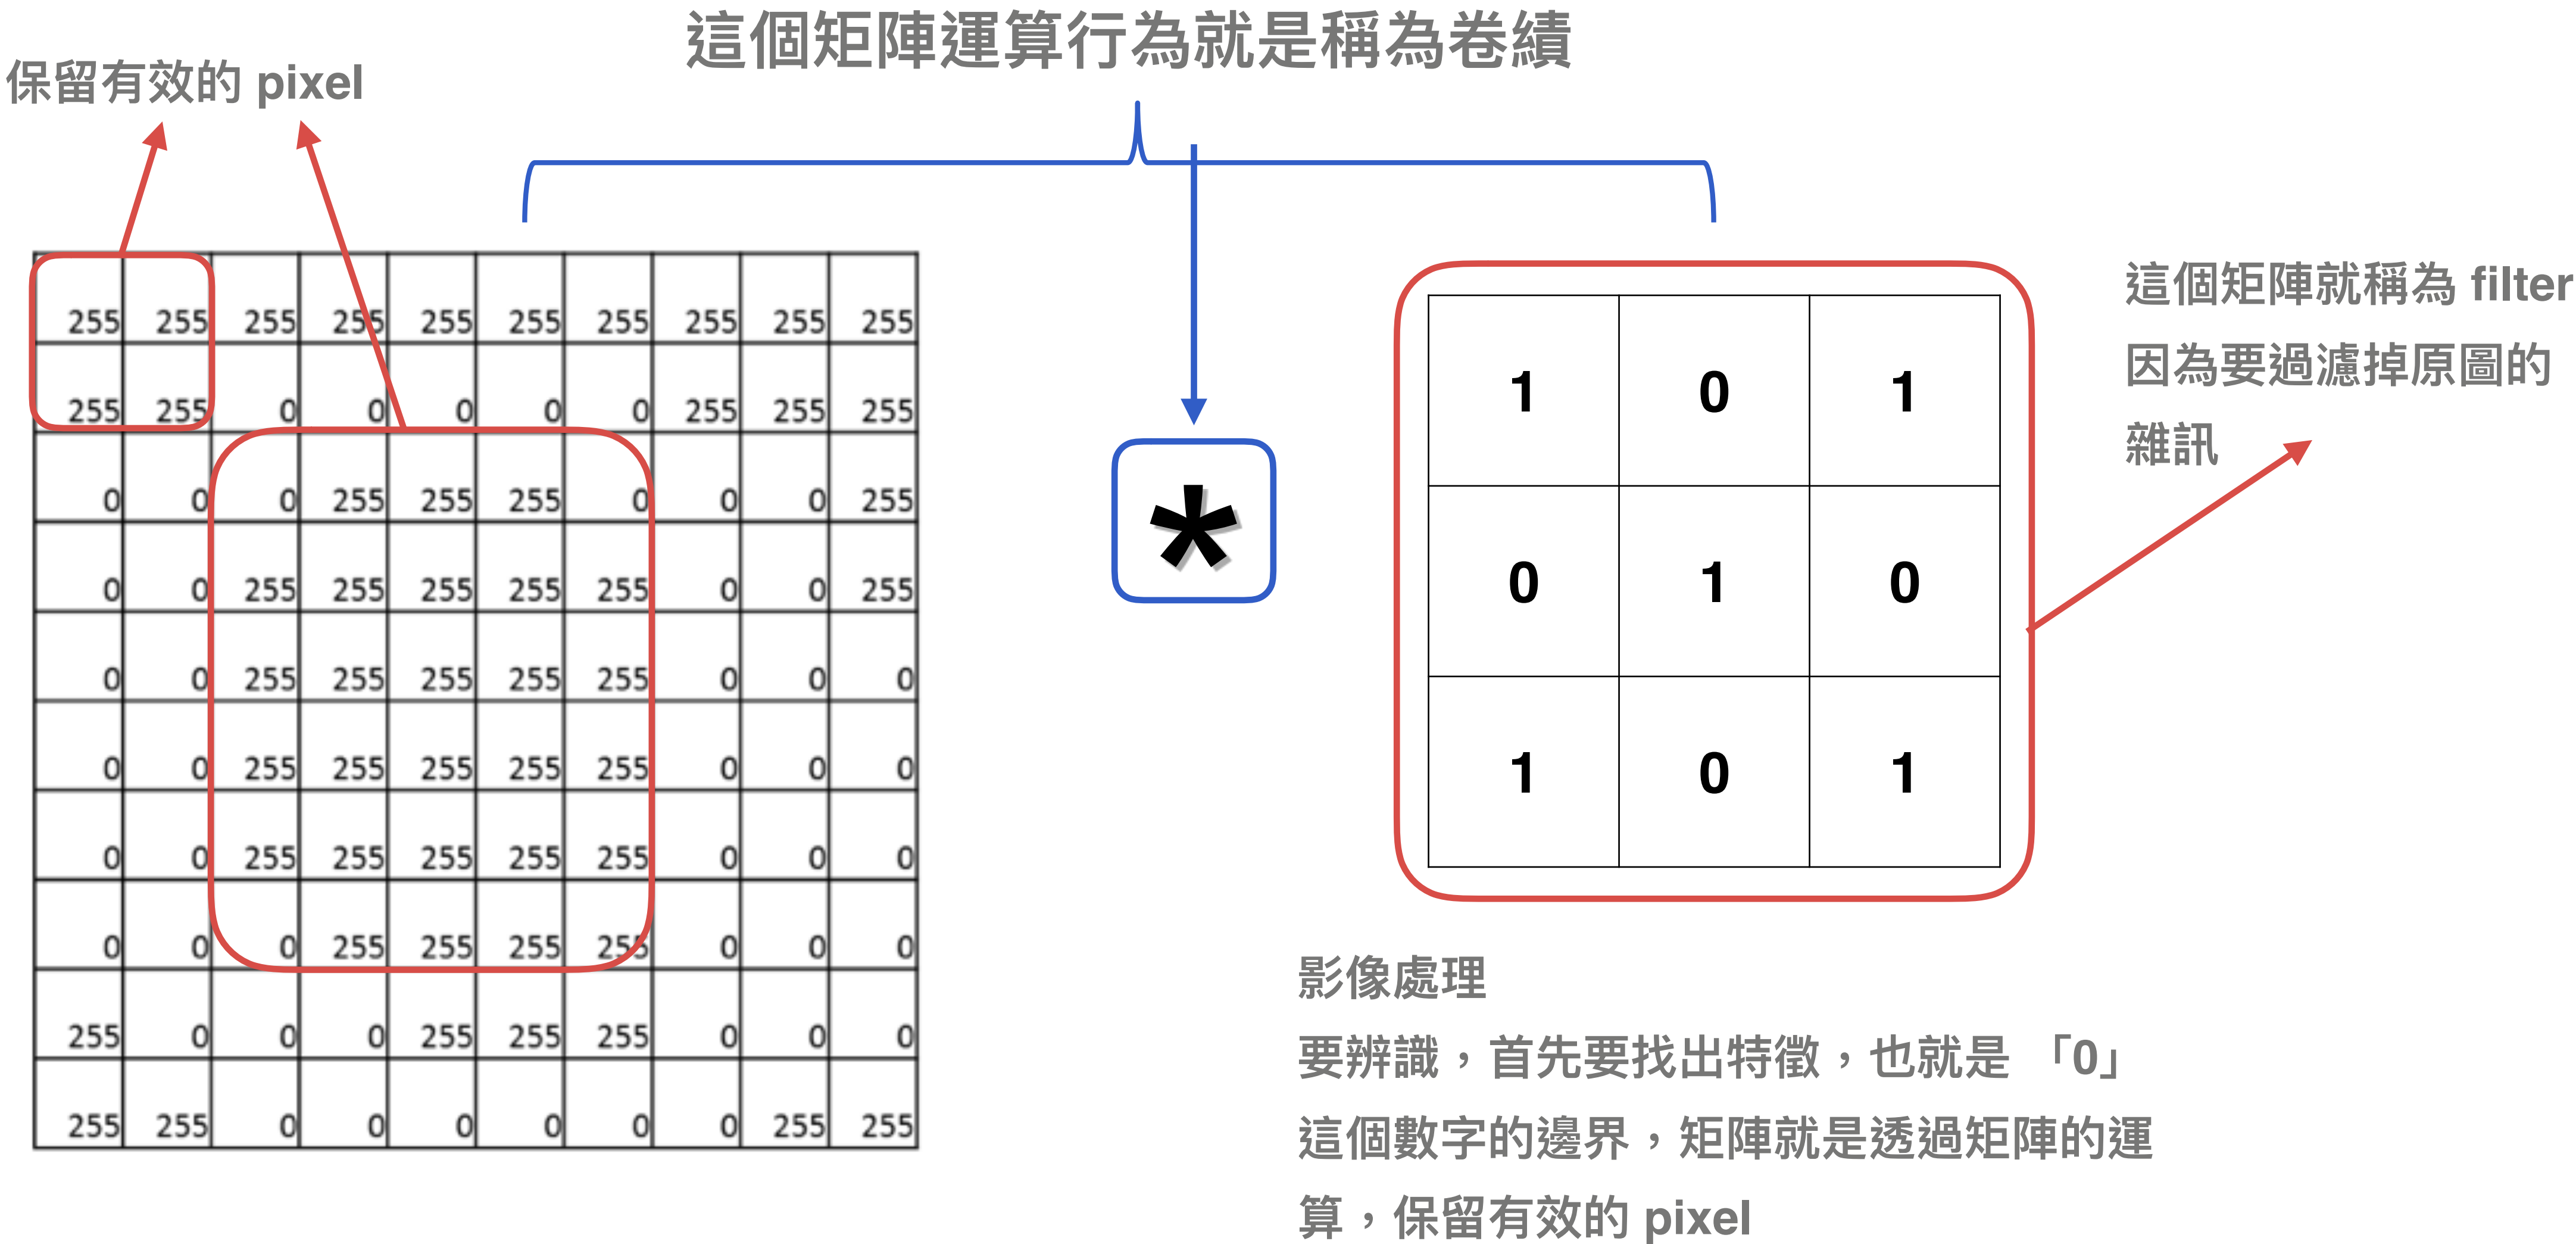 這個矩陣運算行為就是稱為卷績
保留有效的 pixel
255 255 255 255 255 255 255 255 255 255
255 255 0 0 0 0 0 255 255 255
0 0 0 255 255 255 0 0 0 255
0 0 255 255 255 255 255 0 0 255
0 0 255 255 255 255 255 0 0 0
0 0 255 255 255 255 255 0 0 0
0 0 255 255 255 255 255 0 0 0
0 0 0 255 255 255 255 0 0 0
255 0 0 0 255 255 255 0 0 0
255 255 0 0 0 0 0 0 255 255
*
1 0 1
0 1 0
1 0 1
這個矩陣就稱為 filter
因為要過濾掉原圖的
雜訊
影像處理
要辨識，首先要找出特徵，也就是 「0」
這個數字的邊界，矩陣就是透過矩陣的運
算，保留有效的 pixel